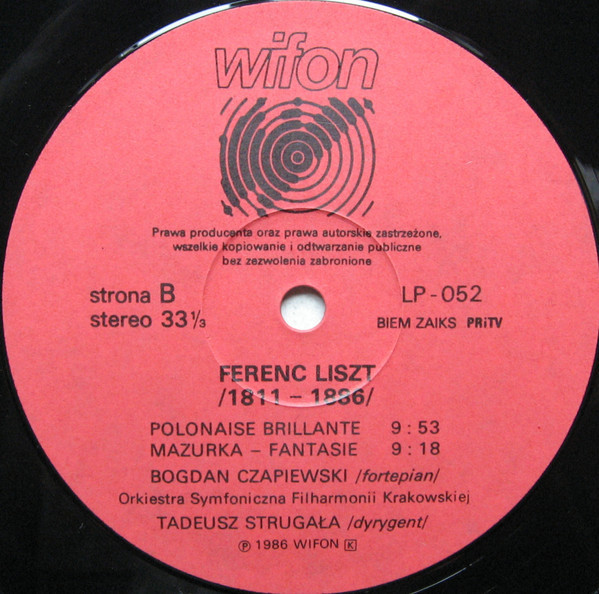 wifon
Prawa producenta oraz prawa autorskie zastrzeżone,
wszelkie kopiowanie i odtwarzanie publiczne
bez zezwolenia zabronione
strona B LP-052
stereo 33⅓ BIEM ZAIKS PRiTV
FERENC LISZT
/1811 – 1886/
POLONAISE BRILLANTE 9 : 53
MAZURKA – FANTASIE 9 : 18
BOGDAN CZAPIEWSKI /fortepian/
Orkiestra Symfoniczna Filharmonii Krakowskiej
TADEUSZ STRUGAŁA /dyrygent/
Ⓟ 1986 WIFON K